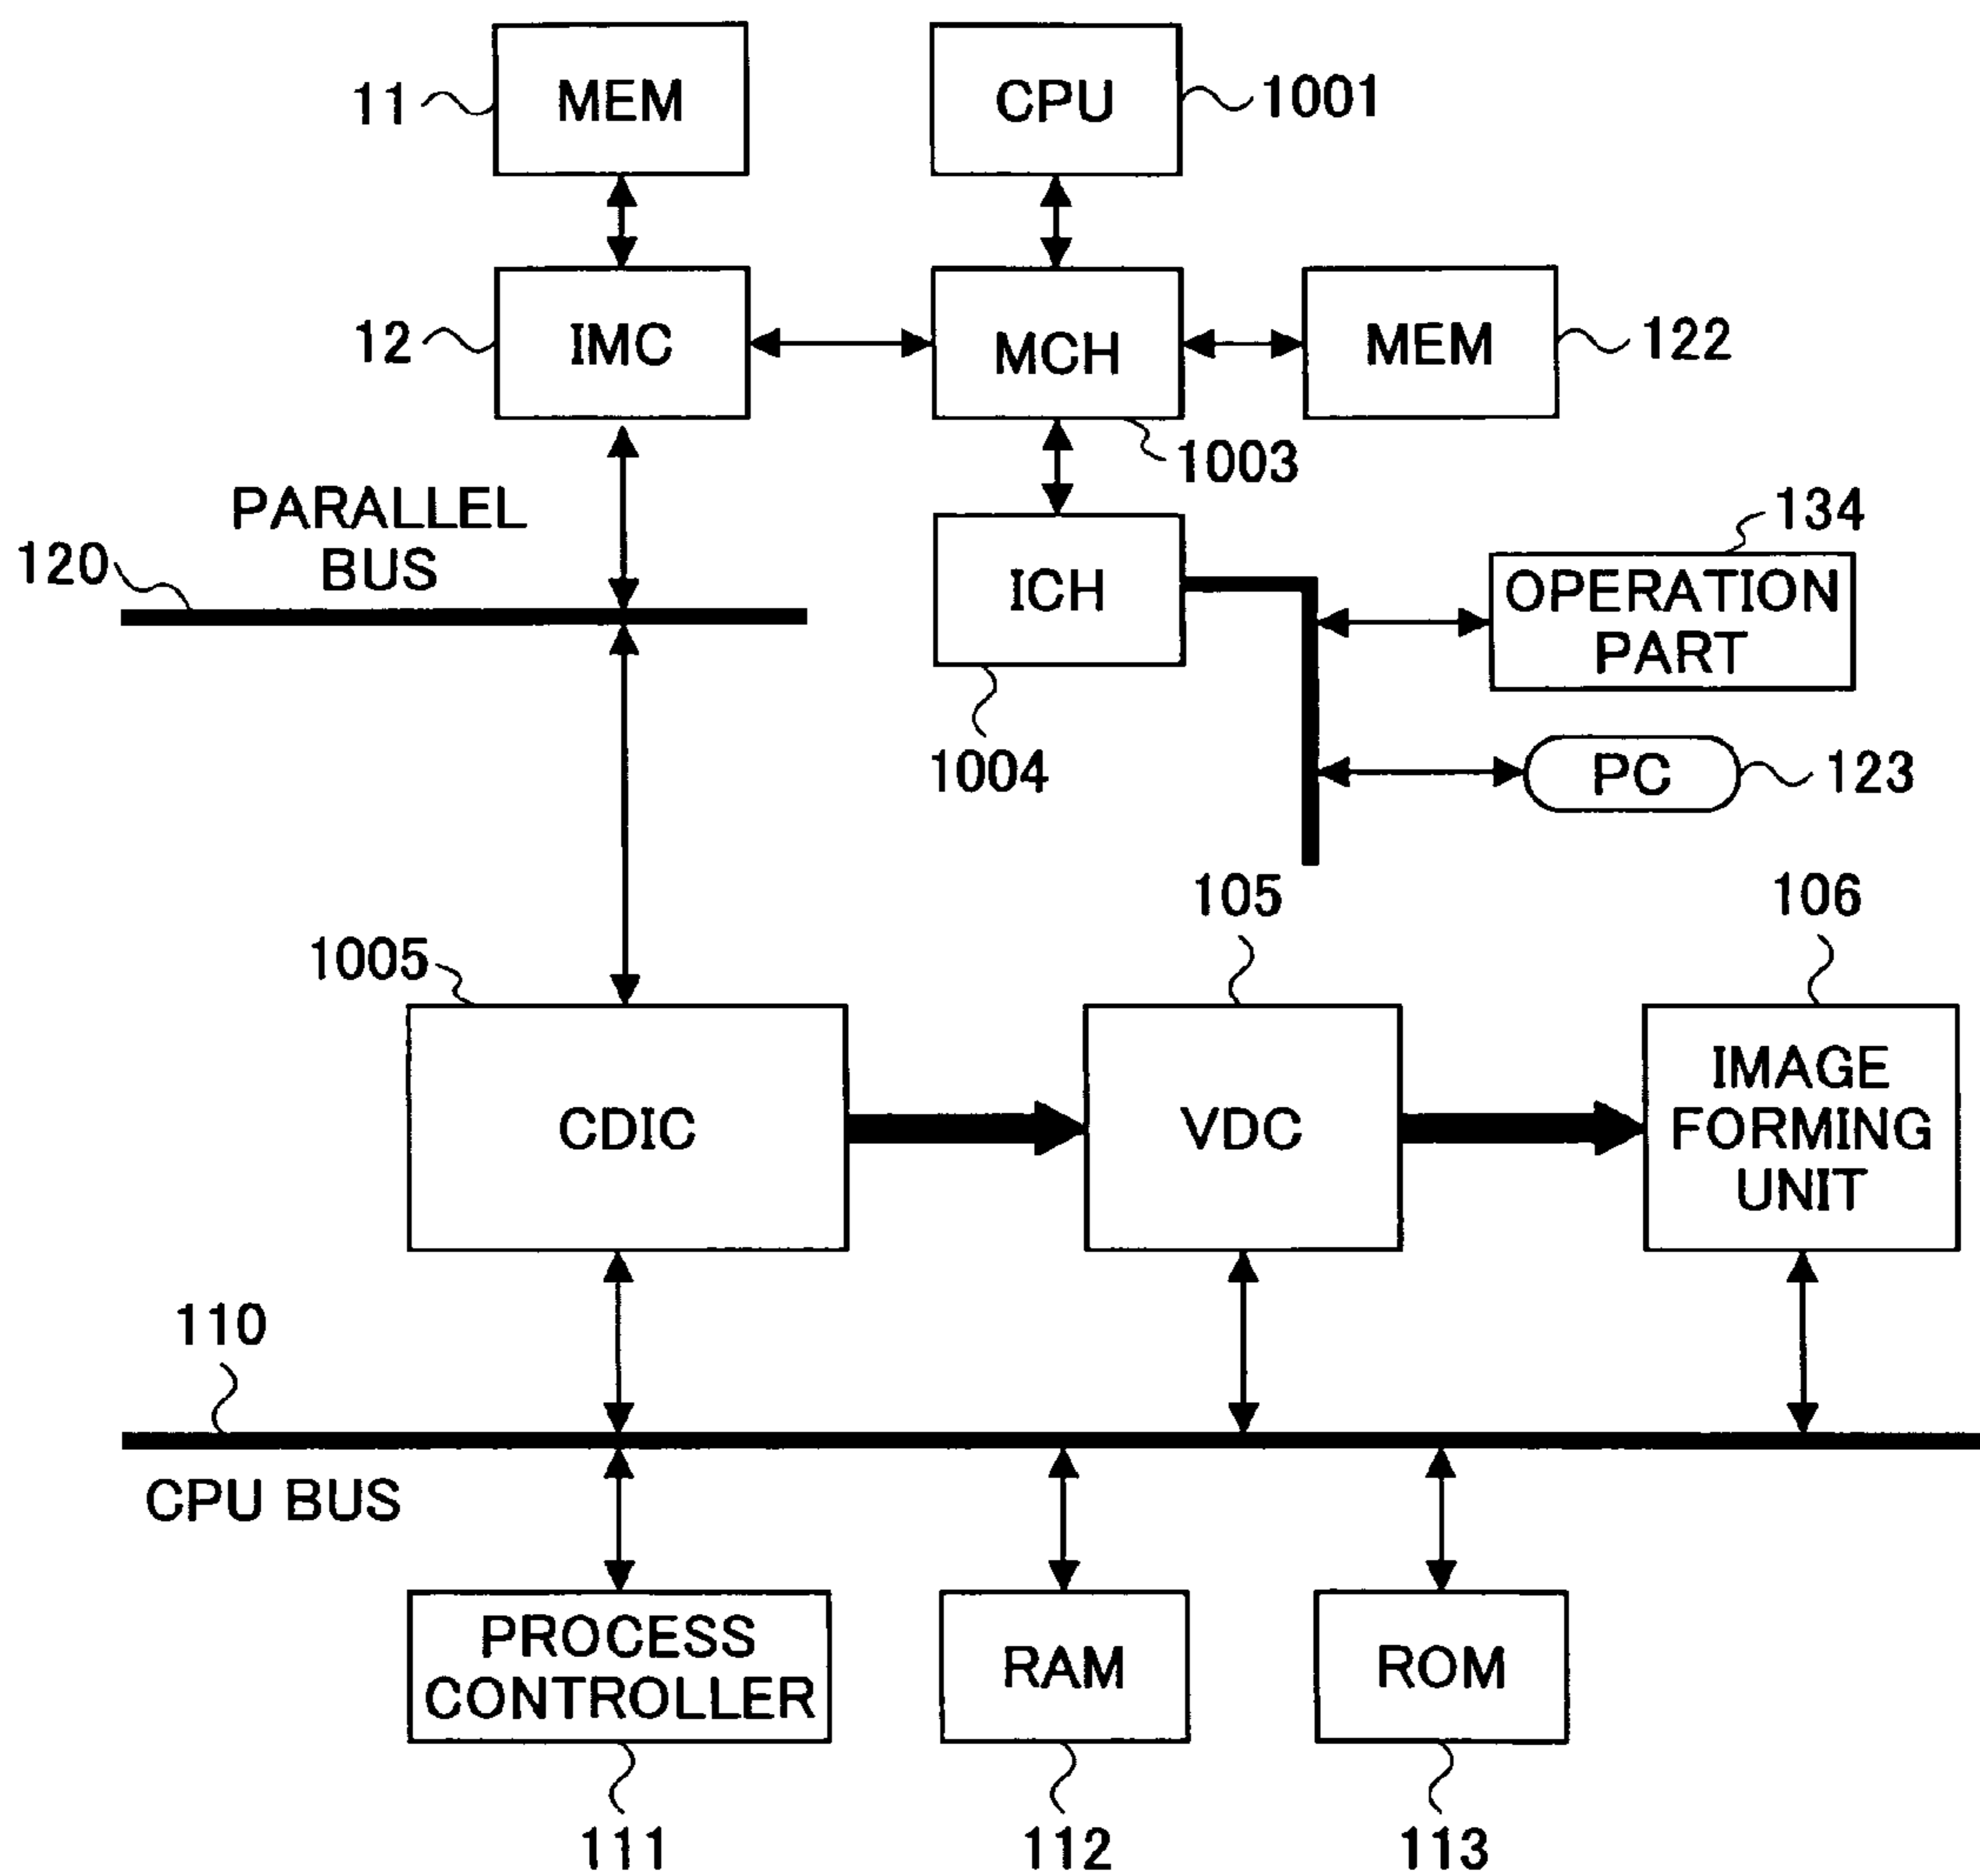 11
MEM
CPU
1001
12
IMC
MCH
MEM
122
1003
PARALLEL
BUS
120
134
ICH
OPERATION
PART
1004
PC
123
105
106
1005
CDIC
VDC
IMAGE
FORMING
UNIT
110
CPU BUS
PROCESS
CONTROLLER
RAM
ROM
111
112
113